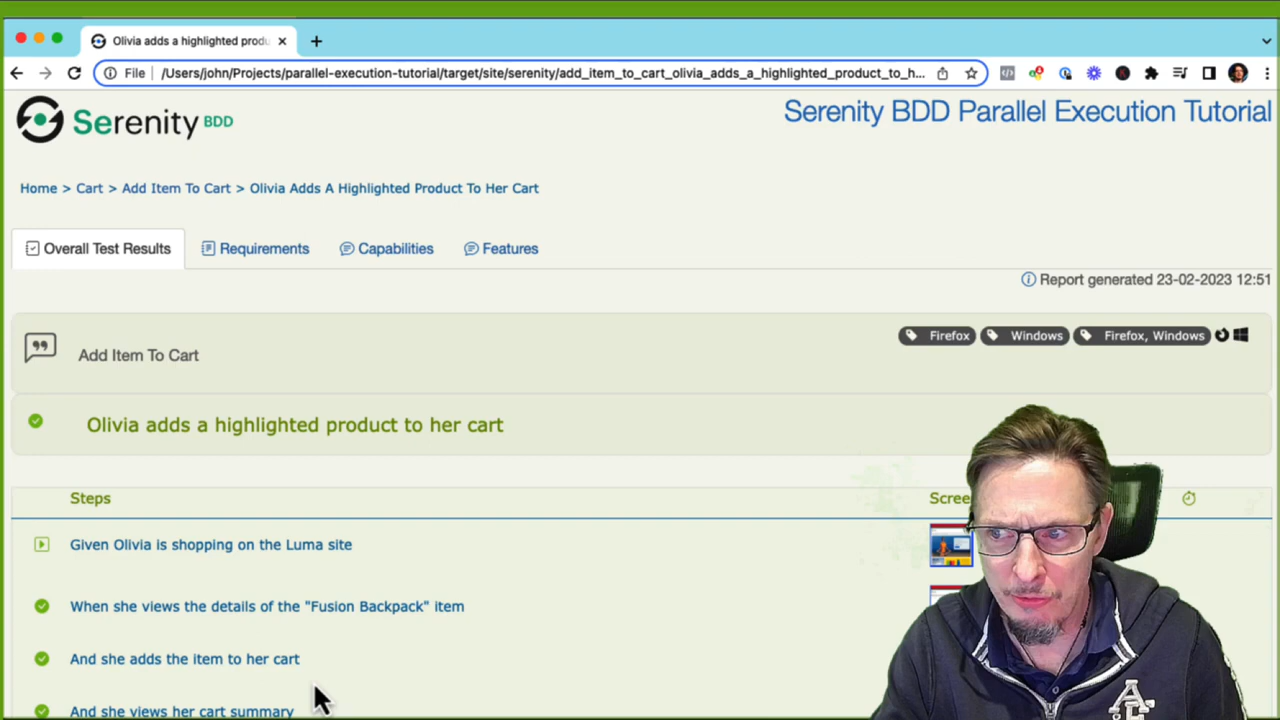 Olivia adds a highlighted produ
File
/Users/john/Projects/parallel-execution-tutorial/target/site/serenity/add_item_to_cart_olivia_adds_a_highlighted_product_to_h...
Serenity BDD
Serenity BDD Parallel Execution Tutorial
Home > Cart > Add Item To Cart > Olivia Adds A Highlighted Product To Her Cart
Overall Test Results
Requirements
Capabilities
Features
Report generated 23-02-2023 12:51
Add Item To Cart
Firefox
Windows
Firefox, Windows
Olivia adds a highlighted product to her cart
Steps
Scree
Given Olivia is shopping on the Luma site
When she views the details of the "Fusion Backpack" item
And she adds the item to her cart
And she views her cart summary